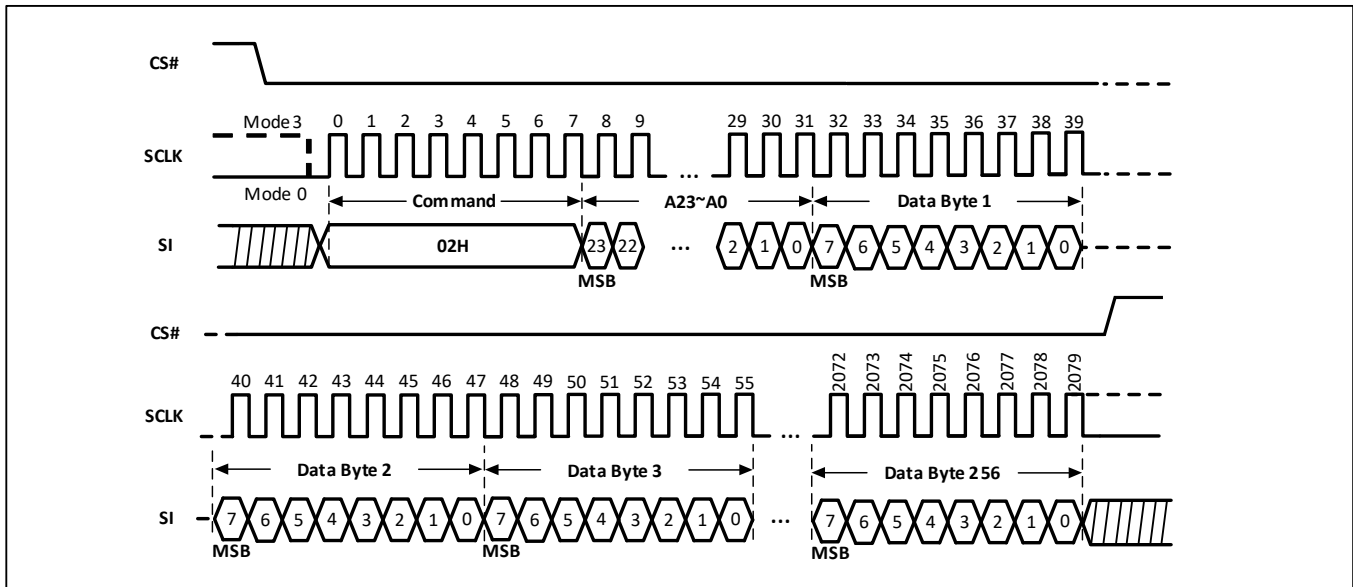 CS#
Mode 3 0 1 2 3 4 5 6 7 8 9 29 30 31 32 33 34 35 36 37 38 39
SCLK ...
Mode 0 Command A23~A0 Data Byte 1
SI 02H 23 22 ... 2 1 0 7 6 5 4 3 2 1 0
MSB MSB
CS#
40 41 42 43 44 45 46 47 48 49 50 51 52 53 54 55 2072 2073 2074 2075 2076 2077 2078 2079
SCLK ...
Data Byte 2 Data Byte 3 Data Byte 256
SI 7 6 5 4 3 2 1 0 7 6 5 4 3 2 1 0 ... 7 6 5 4 3 2 1 0
MSB MSB MSB